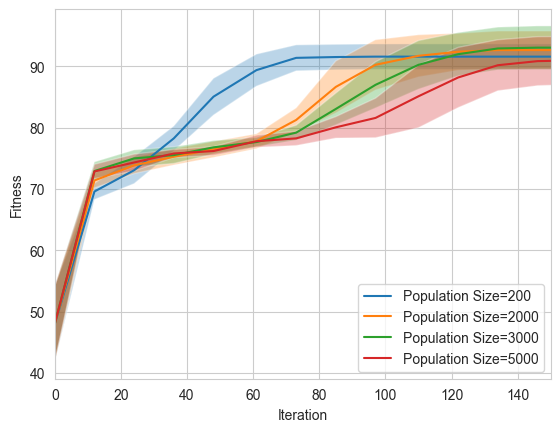 90
80
70
60
50
40
Fitness
0 20 40 60 80 100 120 140
Iteration
Population Size=200
Population Size=2000
Population Size=3000
Population Size=5000